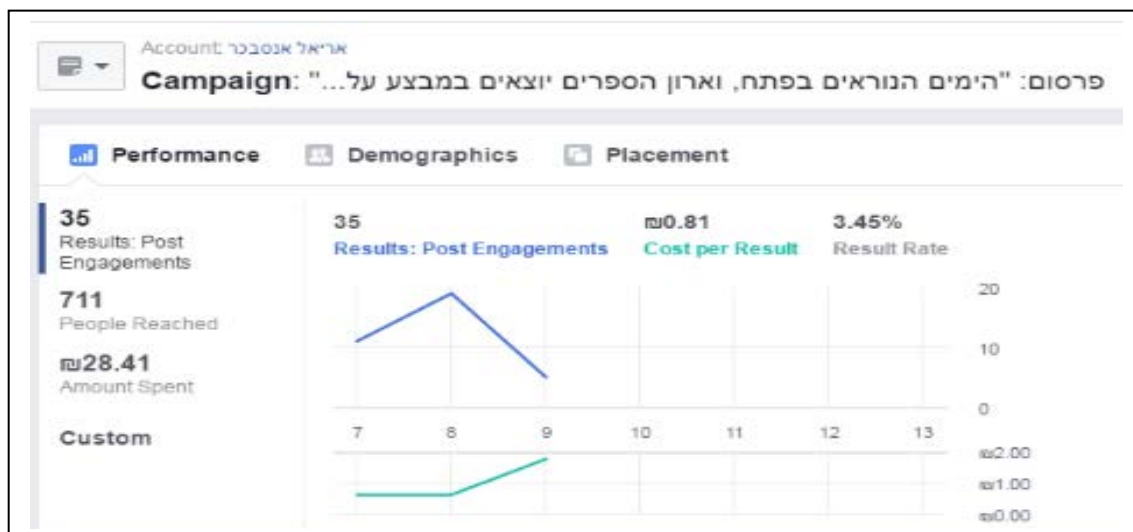 Account: אריאל אנסבכר
Campaign: פרסום: "הימים הנוראים בפתח, וארון הספרים יוצאים במבצע על..."
Performance Demographics Placement
35
Results: Post
Engagements
711
People Reached
₪28.41
Amount Spent
Custom
35 ₪0.81 3.45%
Results: Post Engagements Cost per Result Result Rate
20
10
0
7 8 9 10 11 12 13
₪2.00
₪1.00
₪0.00